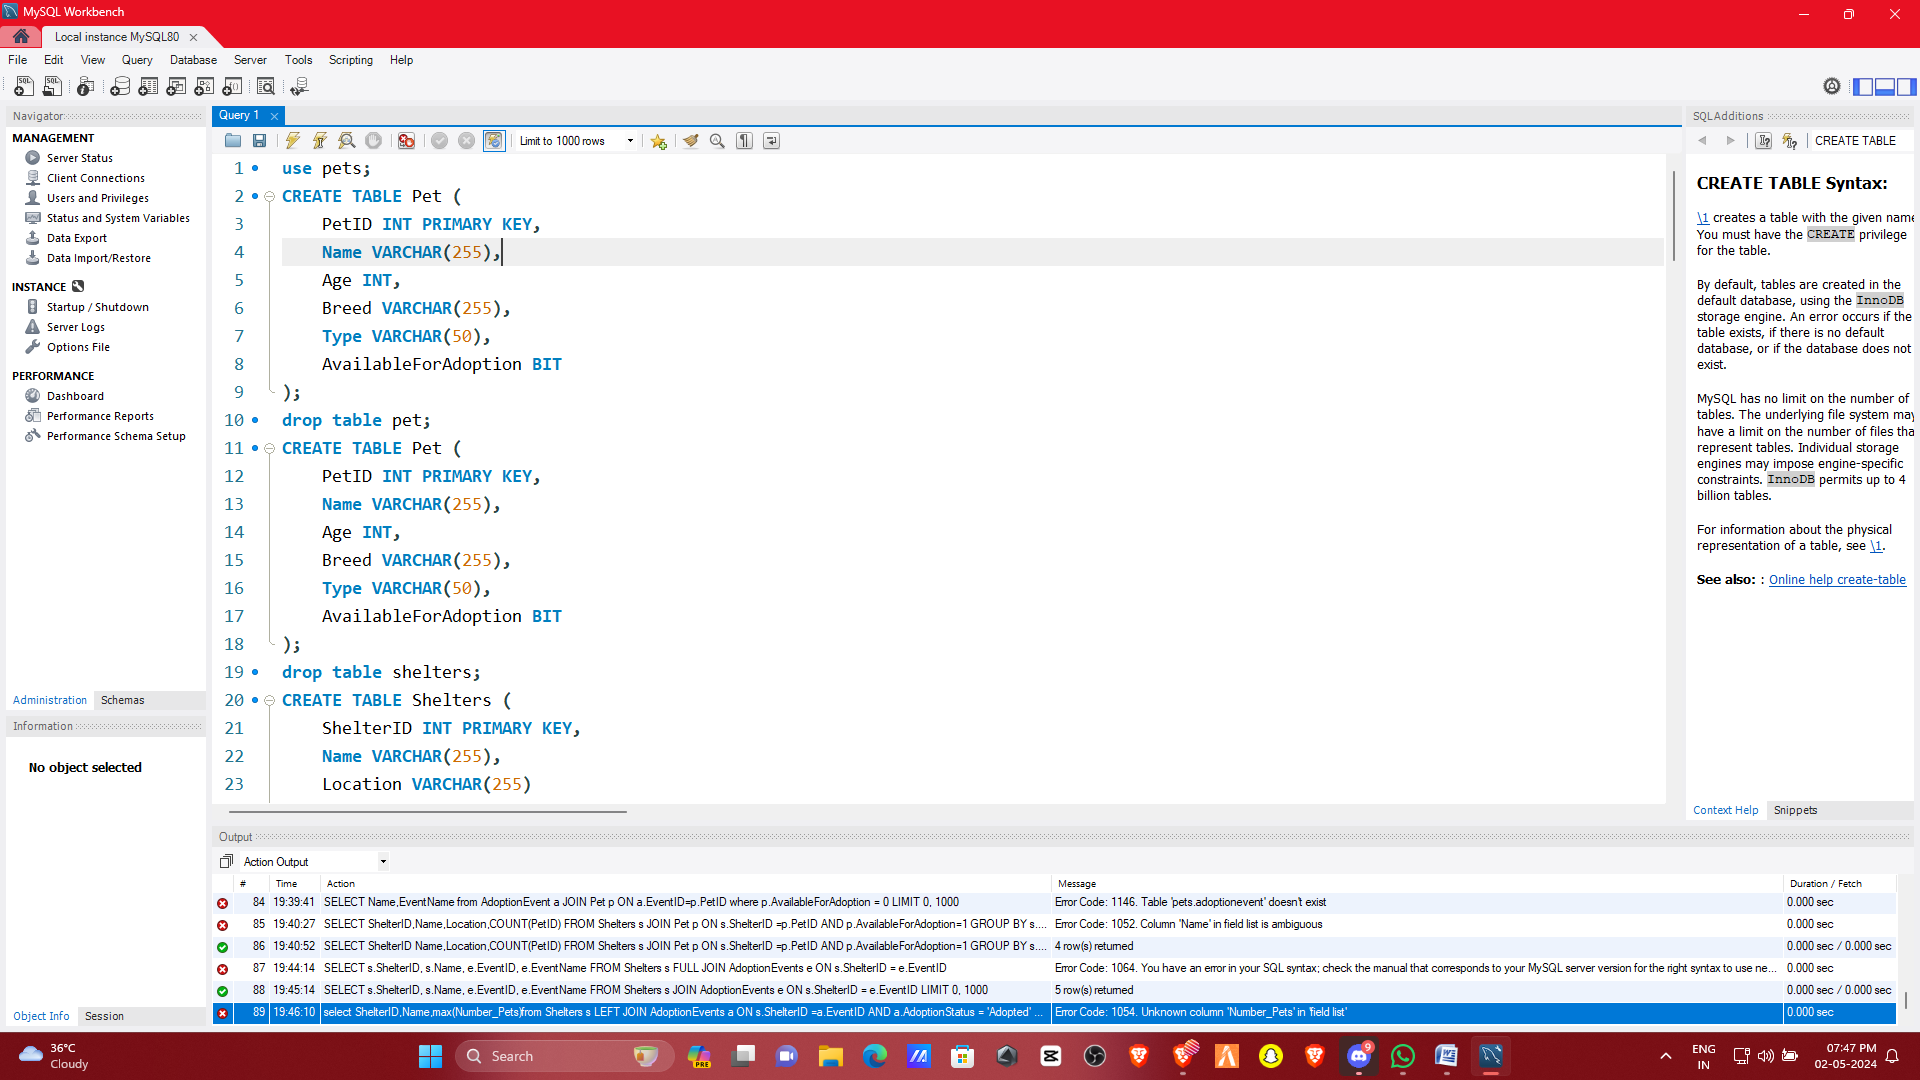 MySQL Workbench
Local instance MySQL80
File Edit View Query Database Server Tools Scripting Help
Navigator
MANAGEMENT
Server Status
Client Connections
Users and Privileges
Status and System Variables
Data Export
Data Import/Restore
INSTANCE
Startup / Shutdown
Server Logs
Options File
PERFORMANCE
Dashboard
Performance Reports
Performance Schema Setup
Administration Schemas
Information
No object selected
Object Info Session
Query 1
Limit to 1000 rows
1 use pets;
2 CREATE TABLE Pet (
3 PetID INT PRIMARY KEY,
4 Name VARCHAR(255),
5 Age INT,
6 Breed VARCHAR(255),
7 Type VARCHAR(50),
8 AvailableForAdoption BIT
9 );
10 drop table pet;
11 CREATE TABLE Pet (
12 PetID INT PRIMARY KEY,
13 Name VARCHAR(255),
14 Age INT,
15 Breed VARCHAR(255),
16 Type VARCHAR(50),
17 AvailableForAdoption BIT
18 );
19 drop table shelters;
20 CREATE TABLE Shelters (
21 ShelterID INT PRIMARY KEY,
22 Name VARCHAR(255),
23 Location VARCHAR(255)
SQLAdditions
CREATE TABLE
CREATE TABLE Syntax:
\1 creates a table with the given name
You must have the CREATE privilege
for the table.
By default, tables are created in the
default database, using the InnoDB
storage engine. An error occurs if the
table exists, if there is no default
database, or if the database does not
exist.
MySQL has no limit on the number of
tables. The underlying file system may
have a limit on the number of files tha
represent tables. Individual storage
engines may impose engine-specific
constraints. InnoDB permits up to 4
billion tables.
For information about the physical
representation of a table, see \1.
See also: : Online help create-table
Context Help Snippets
Output
Action Output
# Time Action Message Duration / Fetch
84 19:39:41 SELECT Name,EventName from AdoptionEvent a JOIN Pet p ON a.EventID=p.PetID where p.AvailableForAdoption = 0 LIMIT 0, 1000 Error Code: 1146. Table 'pets.adoptionevent' doesn't exist 0.000 sec
85 19:40:27 SELECT ShelterID,Name,Location,COUNT(PetID) FROM Shelters s JOIN Pet p ON s.ShelterID =p.PetID AND p.AvailableForAdoption=1 GROUP BY s.... Error Code: 1052. Column 'Name' in field list is ambiguous 0.000 sec
86 19:40:52 SELECT ShelterID Name,Location,COUNT(PetID) FROM Shelters s JOIN Pet p ON s.ShelterID =p.PetID AND p.AvailableForAdoption=1 GROUP BY s.... 4 row(s) returned 0.000 sec / 0.000 sec
87 19:44:14 SELECT s.ShelterID, s.Name, e.EventID, e.EventName FROM Shelters s FULL JOIN AdoptionEvents e ON s.ShelterID = e.EventID Error Code: 1064. You have an error in your SQL syntax; check the manual that corresponds to your MySQL server version for the right syntax to use ne... 0.000 sec
88 19:45:14 SELECT s.ShelterID, s.Name, e.EventID, e.EventName FROM Shelters s JOIN AdoptionEvents e ON s.ShelterID = e.EventID LIMIT 0, 1000 5 row(s) returned 0.000 sec / 0.000 sec
89 19:46:10 select ShelterID,Name,max(Number_Pets)from Shelters s LEFT JOIN AdoptionEvents a ON s.ShelterID =a.EventID AND a.AdoptionStatus = 'Adopted' ... Error Code: 1054. Unknown column 'Number_Pets' in 'field list' 0.000 sec
36°C
Cloudy
Search
PRE
9
ENG
IN
07:47 PM
02-05-2024